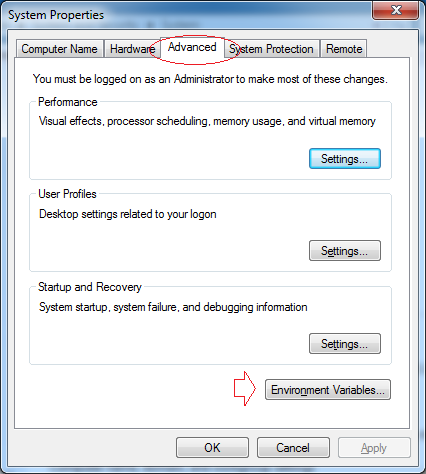 System Properties
Computer Name Hardware Advanced System Protection Remote
You must be logged on as an Administrator to make most of these changes.
Performance
Visual effects, processor scheduling, memory usage, and virtual memory
Settings...
User Profiles
Desktop settings related to your logon
Settings...
Startup and Recovery
System startup, system failure, and debugging information
Settings...
Environment Variables...
OK Cancel Apply